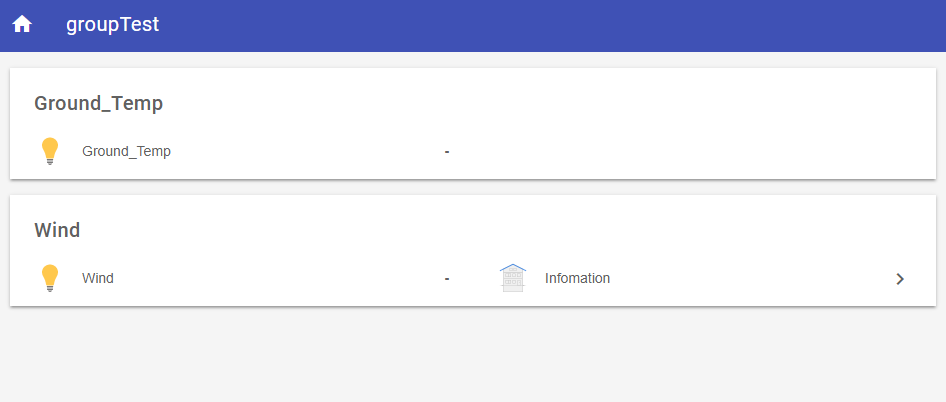 groupTest
Ground_Temp
Ground_Temp -
Wind
Wind - Infomation